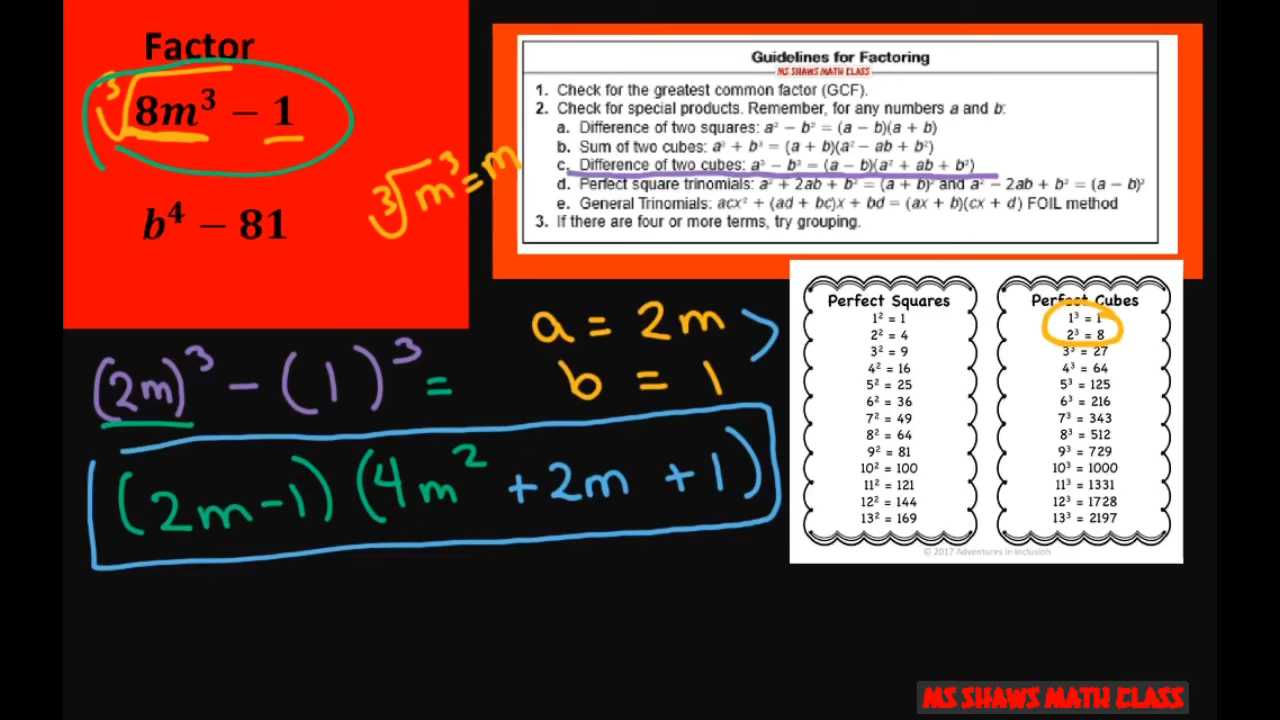 Factor
∛8m³ − 1
∛m³ = m
b⁴ − 81
Guidelines for Factoring
MS SHAWS MATH CLASS
1. Check for the greatest common factor (GCF).
2. Check for special products. Remember, for any numbers a and b:
a. Difference of two squares: a² − b² = (a − b)(a + b)
b. Sum of two cubes: a³ + b³ = (a + b)(a² − ab + b²)
c. Difference of two cubes: a³ − b³ = (a − b)(a² + ab + b²)
d. Perfect square trinomials: a² + 2ab + b² = (a + b)² and a² − 2ab + b² = (a − b)²
e. General Trinomials: acx² + (ad + bc)x + bd = (ax + b)(cx + d) FOIL method
3. If there are four or more terms, try grouping.
a = 2m
b = 1
(2m)³ − (1)³ =
(2m−1)(4m² +2m +1)
Perfect Squares
1² = 1
2² = 4
3² = 9
4² = 16
5² = 25
6² = 36
7² = 49
8² = 64
9² = 81
10² = 100
11² = 121
12² = 144
13² = 169
Perfect Cubes
1³ = 1
2³ = 8
3³ = 27
4³ = 64
5³ = 125
6³ = 216
7³ = 343
8³ = 512
9³ = 729
10³ = 1000
11³ = 1331
12³ = 1728
13³ = 2197
© 2017 Adventures in Inclusion
MS SHAWS MATH CLASS